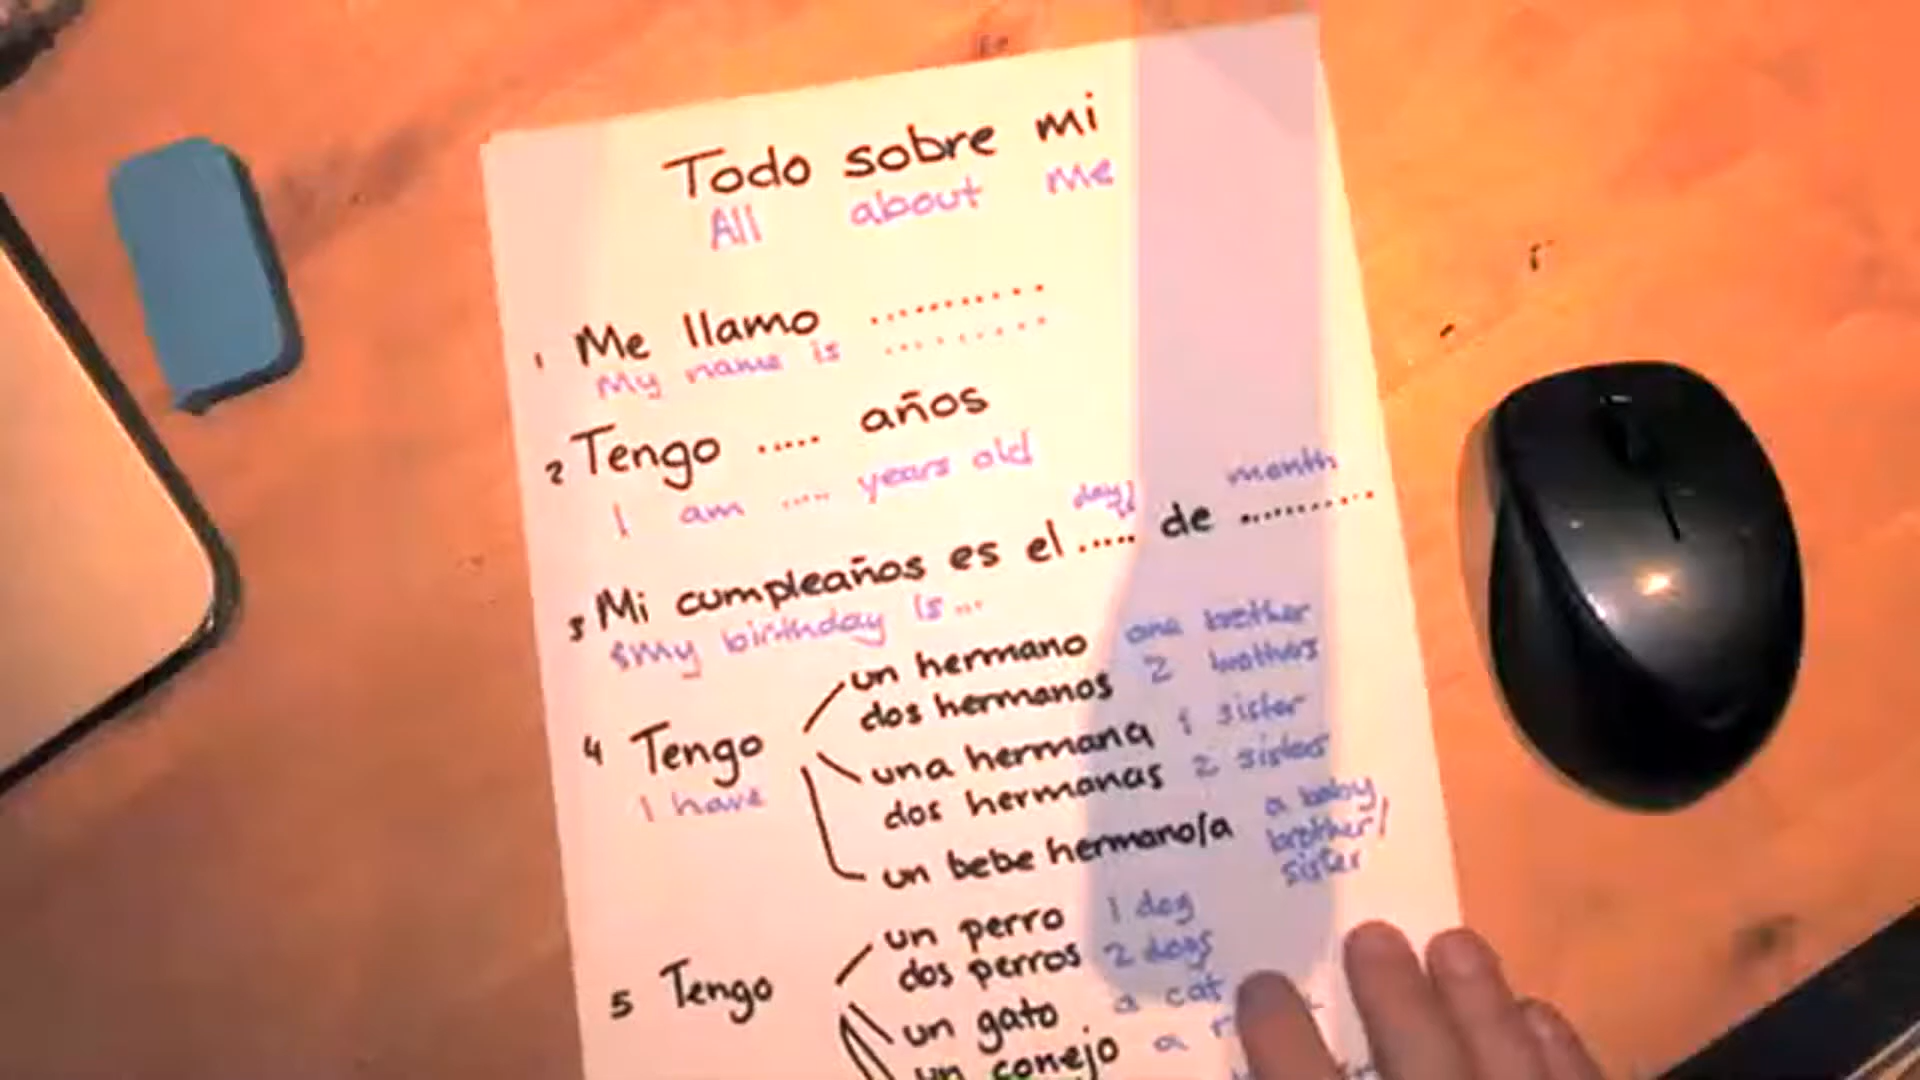 Todo sobre mi
All about me
1 Me llamo ...........
My name is ...........
2 Tengo ..... años
I am ..... years old
day month
3 Mi cumpleaños es el ..... de ..........
My birthday is...
un hermano one brother
dos hermanos 2 brothers
4 Tengo
I have
una hermana 1 sister
dos hermanas 2 sisters
un bebe hermano/a a baby
brother/
sister
un perro 1 dog
dos perros 2 dogs
5 Tengo
un gato a cat
un conejo a